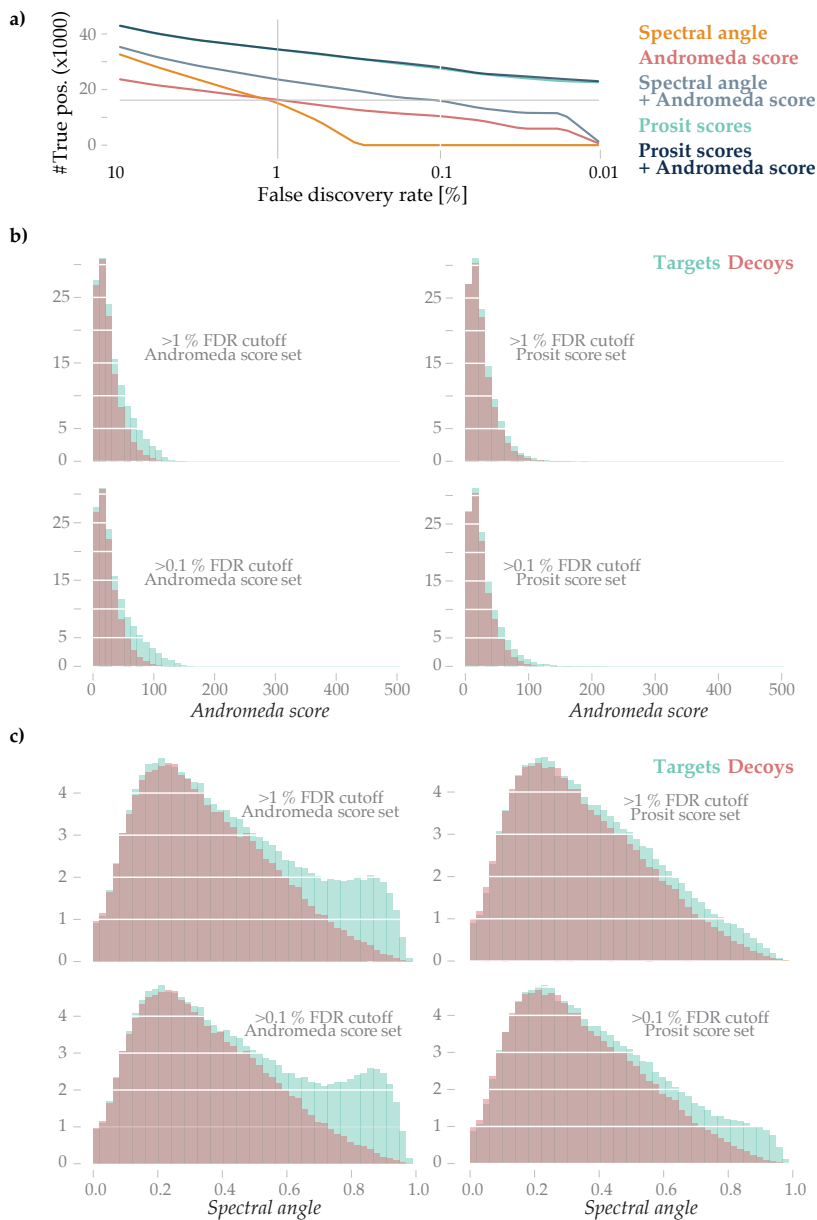 a)
#True pos. (x1000)
40
20
0
10
1
0.1
0.01
False discovery rate [%]
Spectral angle
Andromeda score
Spectral angle
+ Andromeda score
Prosit scores
Prosit scores
+ Andromeda score
b)
Targets Decoys
25
15
5
0
>1 % FDR cutoff
Andromeda score set
25
15
5
0
>1 % FDR cutoff
Prosit score set
25
15
5
0
>0.1 % FDR cutoff
Andromeda score set
0
100
200
300
400
500
Andromeda score
25
15
5
0
>0.1 % FDR cutoff
Prosit score set
0
100
200
300
400
500
Andromeda score
c)
Targets Decoys
4
3
2
1
0
>1 % FDR cutoff
Andromeda score set
4
3
2
1
0
>1 % FDR cutoff
Prosit score set
4
3
2
1
0
>0.1 % FDR cutoff
Andromeda score set
0.0
0.2
0.4
0.6
0.8
1.0
Spectral angle
4
3
2
1
0
>0.1 % FDR cutoff
Prosit score set
0.0
0.2
0.4
0.6
0.8
1.0
Spectral angle